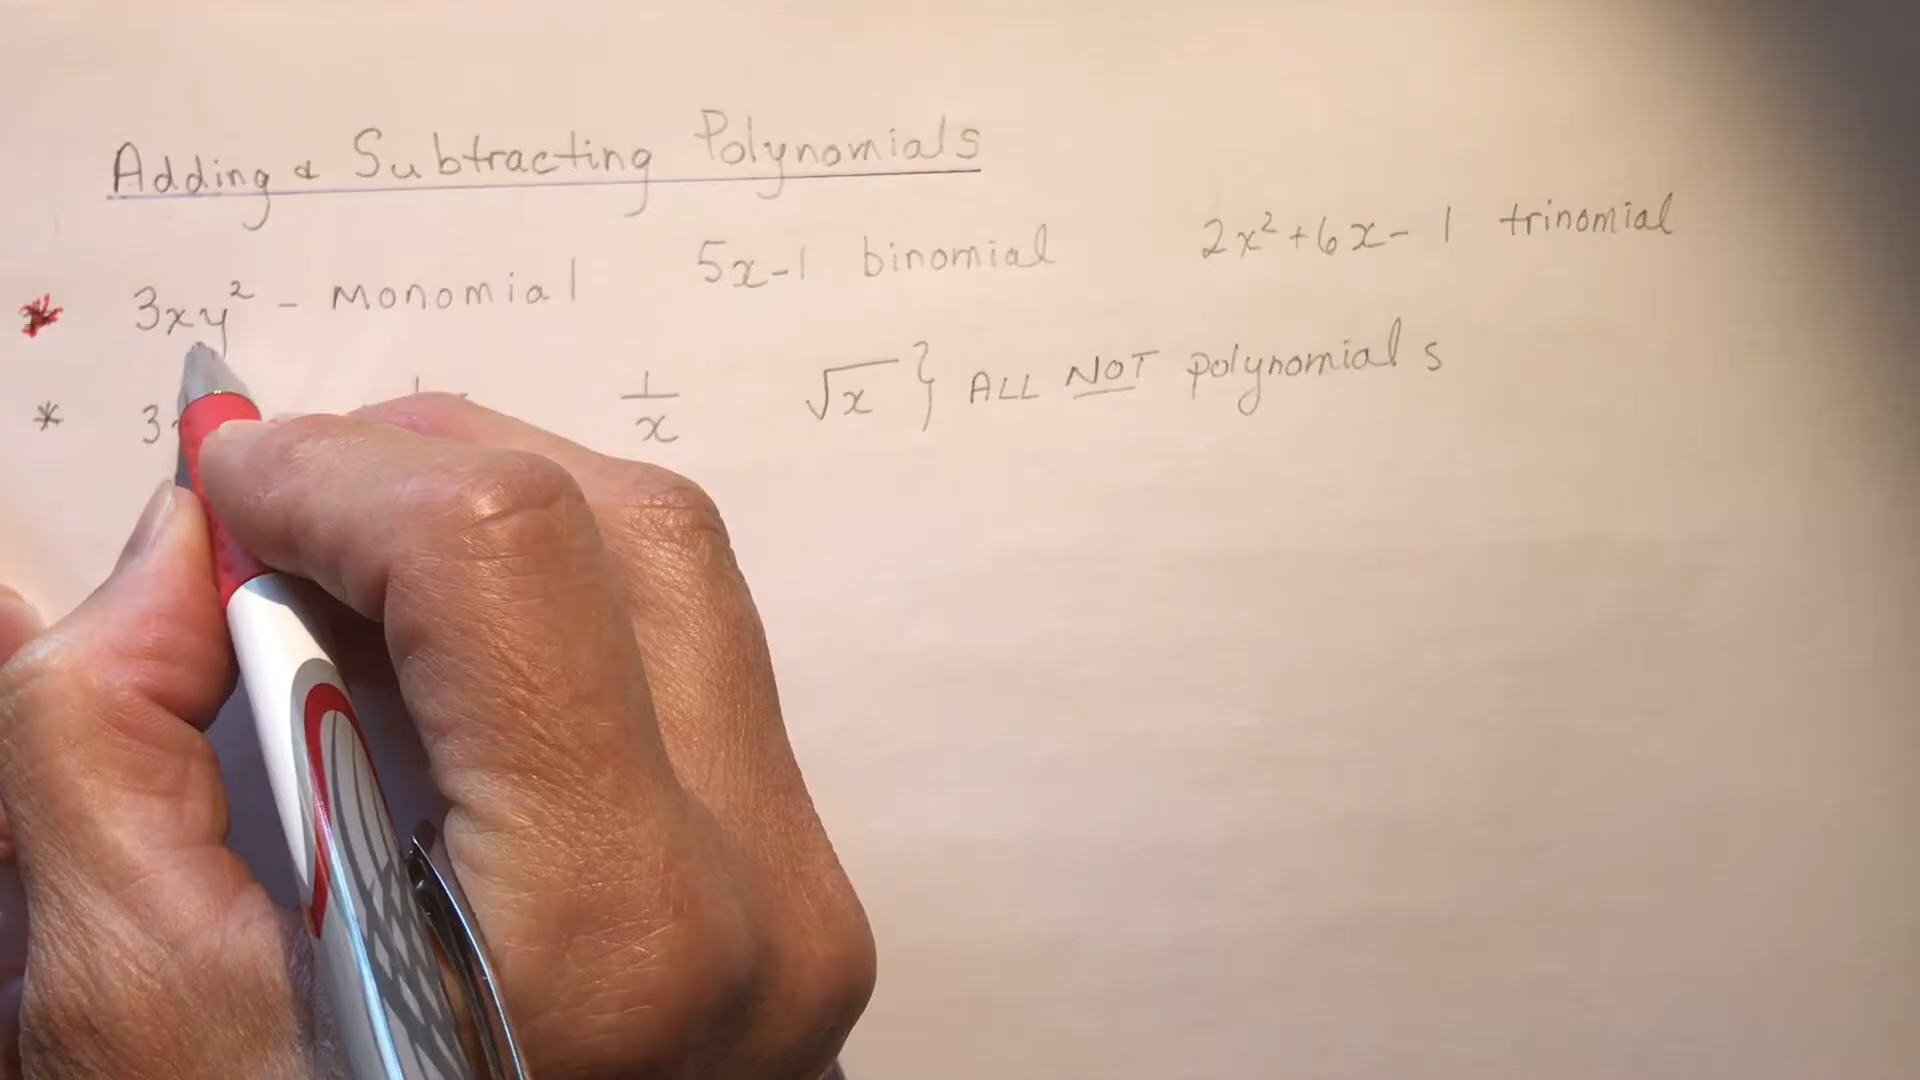 Adding & Subtracting Polynomials
* 3xy² - Monomial 5x-1 binomial 2x²+6x-1 trinomial
* 3 1/x √x } ALL NOT polynomials